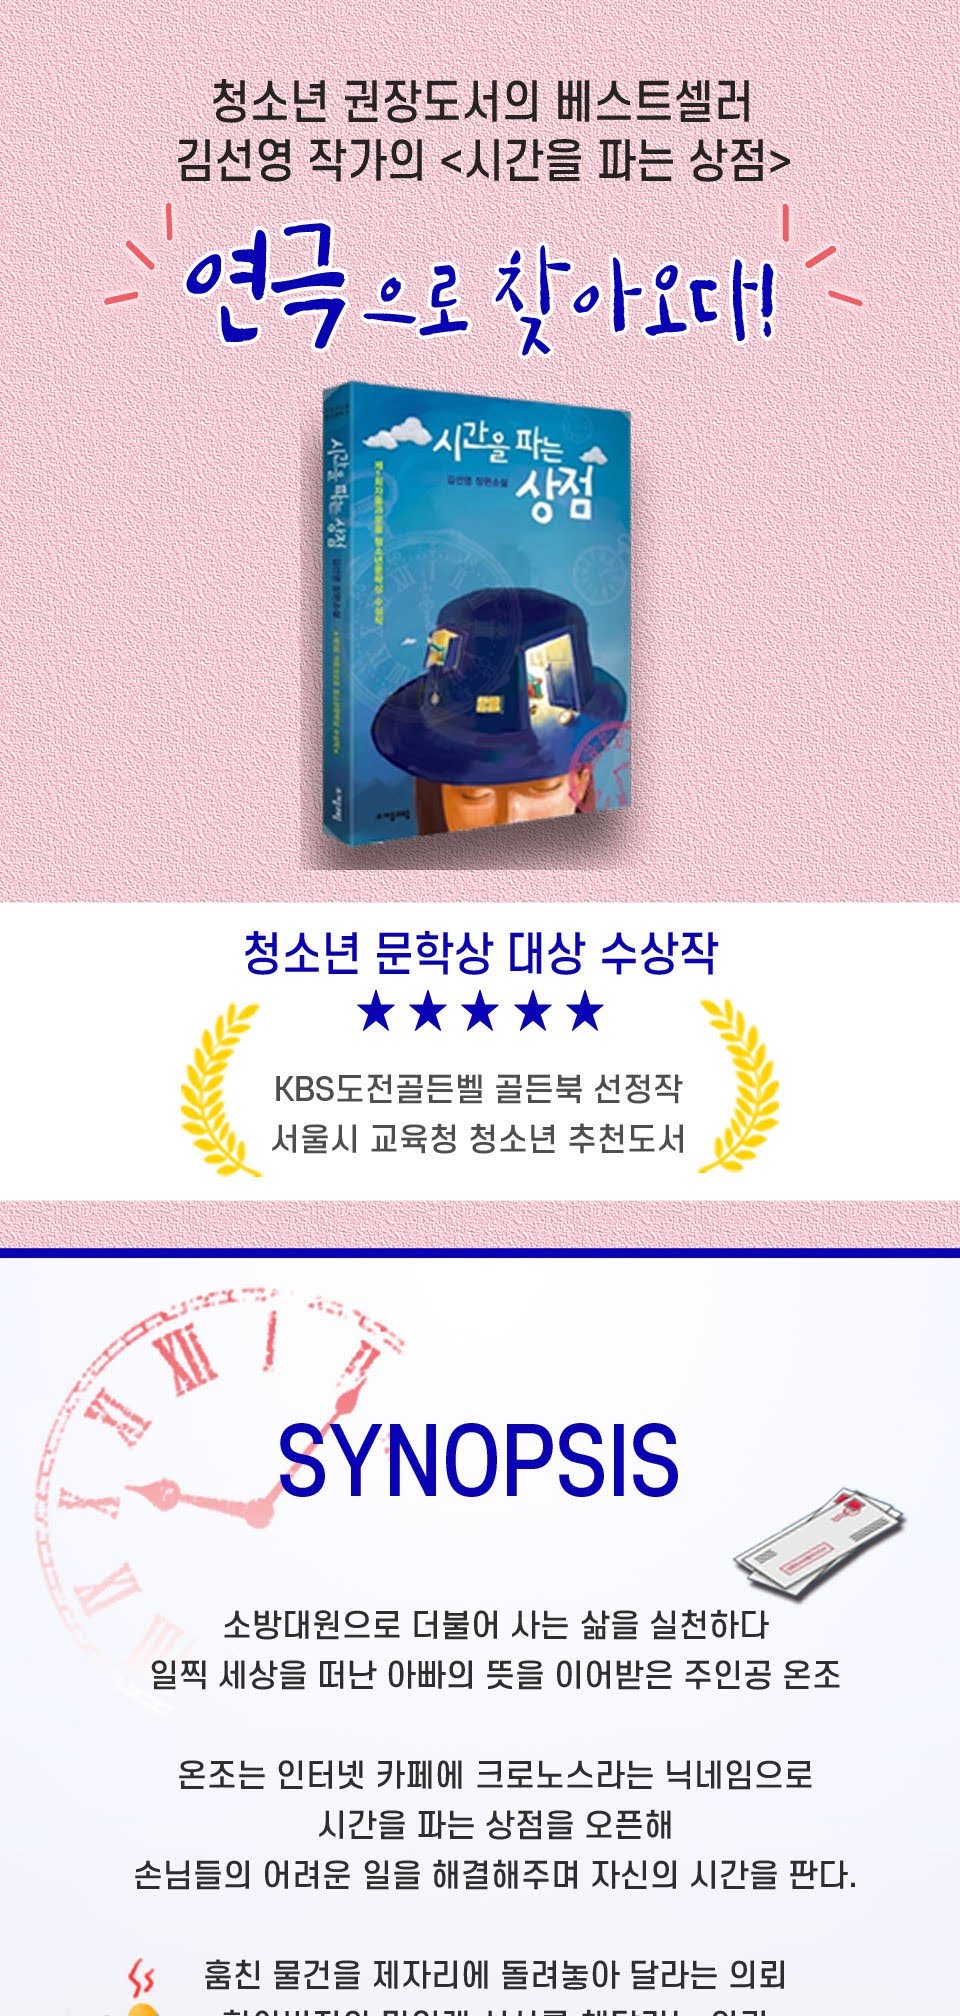 청소년 권장도서의 베스트셀러
김선영 작가의 <시간을 파는 상점>
연극으로 찾아오다!
시간을 파는
상점
김선영 장편소설
시간을 파는 상점
청소년 문학상 대상 수상작
★★★★★
KBS도전골든벨 골든북 선정작
서울시 교육청 청소년 추천도서
SYNOPSIS
소방대원으로 더불어 사는 삶을 실천하다
일찍 세상을 떠난 아빠의 뜻을 이어받은 주인공 온조
온조는 인터넷 카페에 크로노스라는 닉네임으로
시간을 파는 상점을 오픈해
손님들의 어려운 일을 해결해주며 자신의 시간을 판다.
훔친 물건을 제자리에 돌려놓아 달라는 의뢰